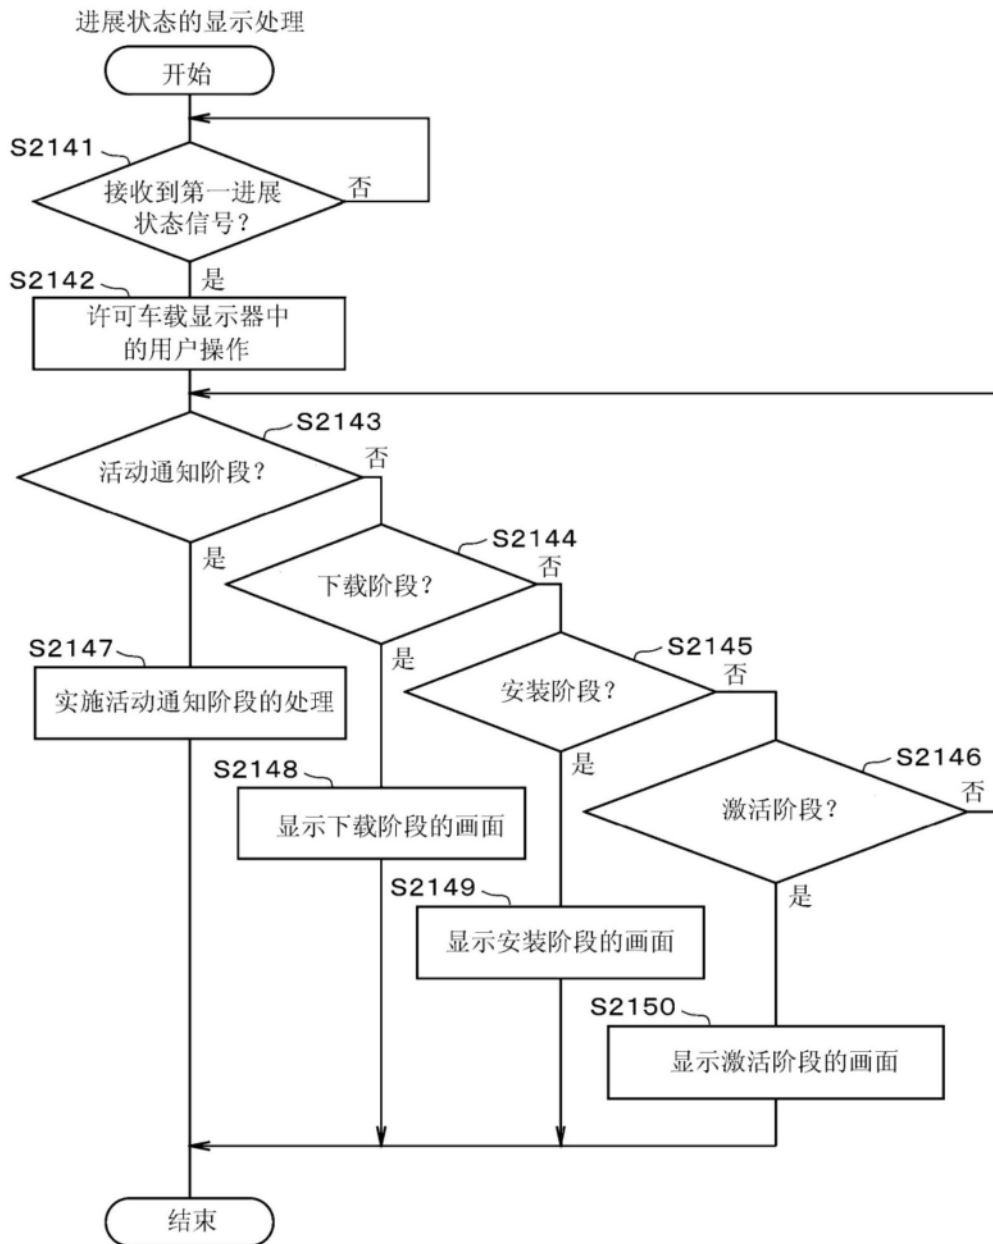 进展状态的显示处理
开始
S2141
接收到第一进展
状态信号？
否
是
S2142
许可车载显示器中
的用户操作
S2143
活动通知阶段？
否
是
S2144
下载阶段？
否
是
S2145
安装阶段？
否
是
S2146
激活阶段？
否
是
S2147
实施活动通知阶段的处理
S2148
显示下载阶段的画面
S2149
显示安装阶段的画面
S2150
显示激活阶段的画面
结束